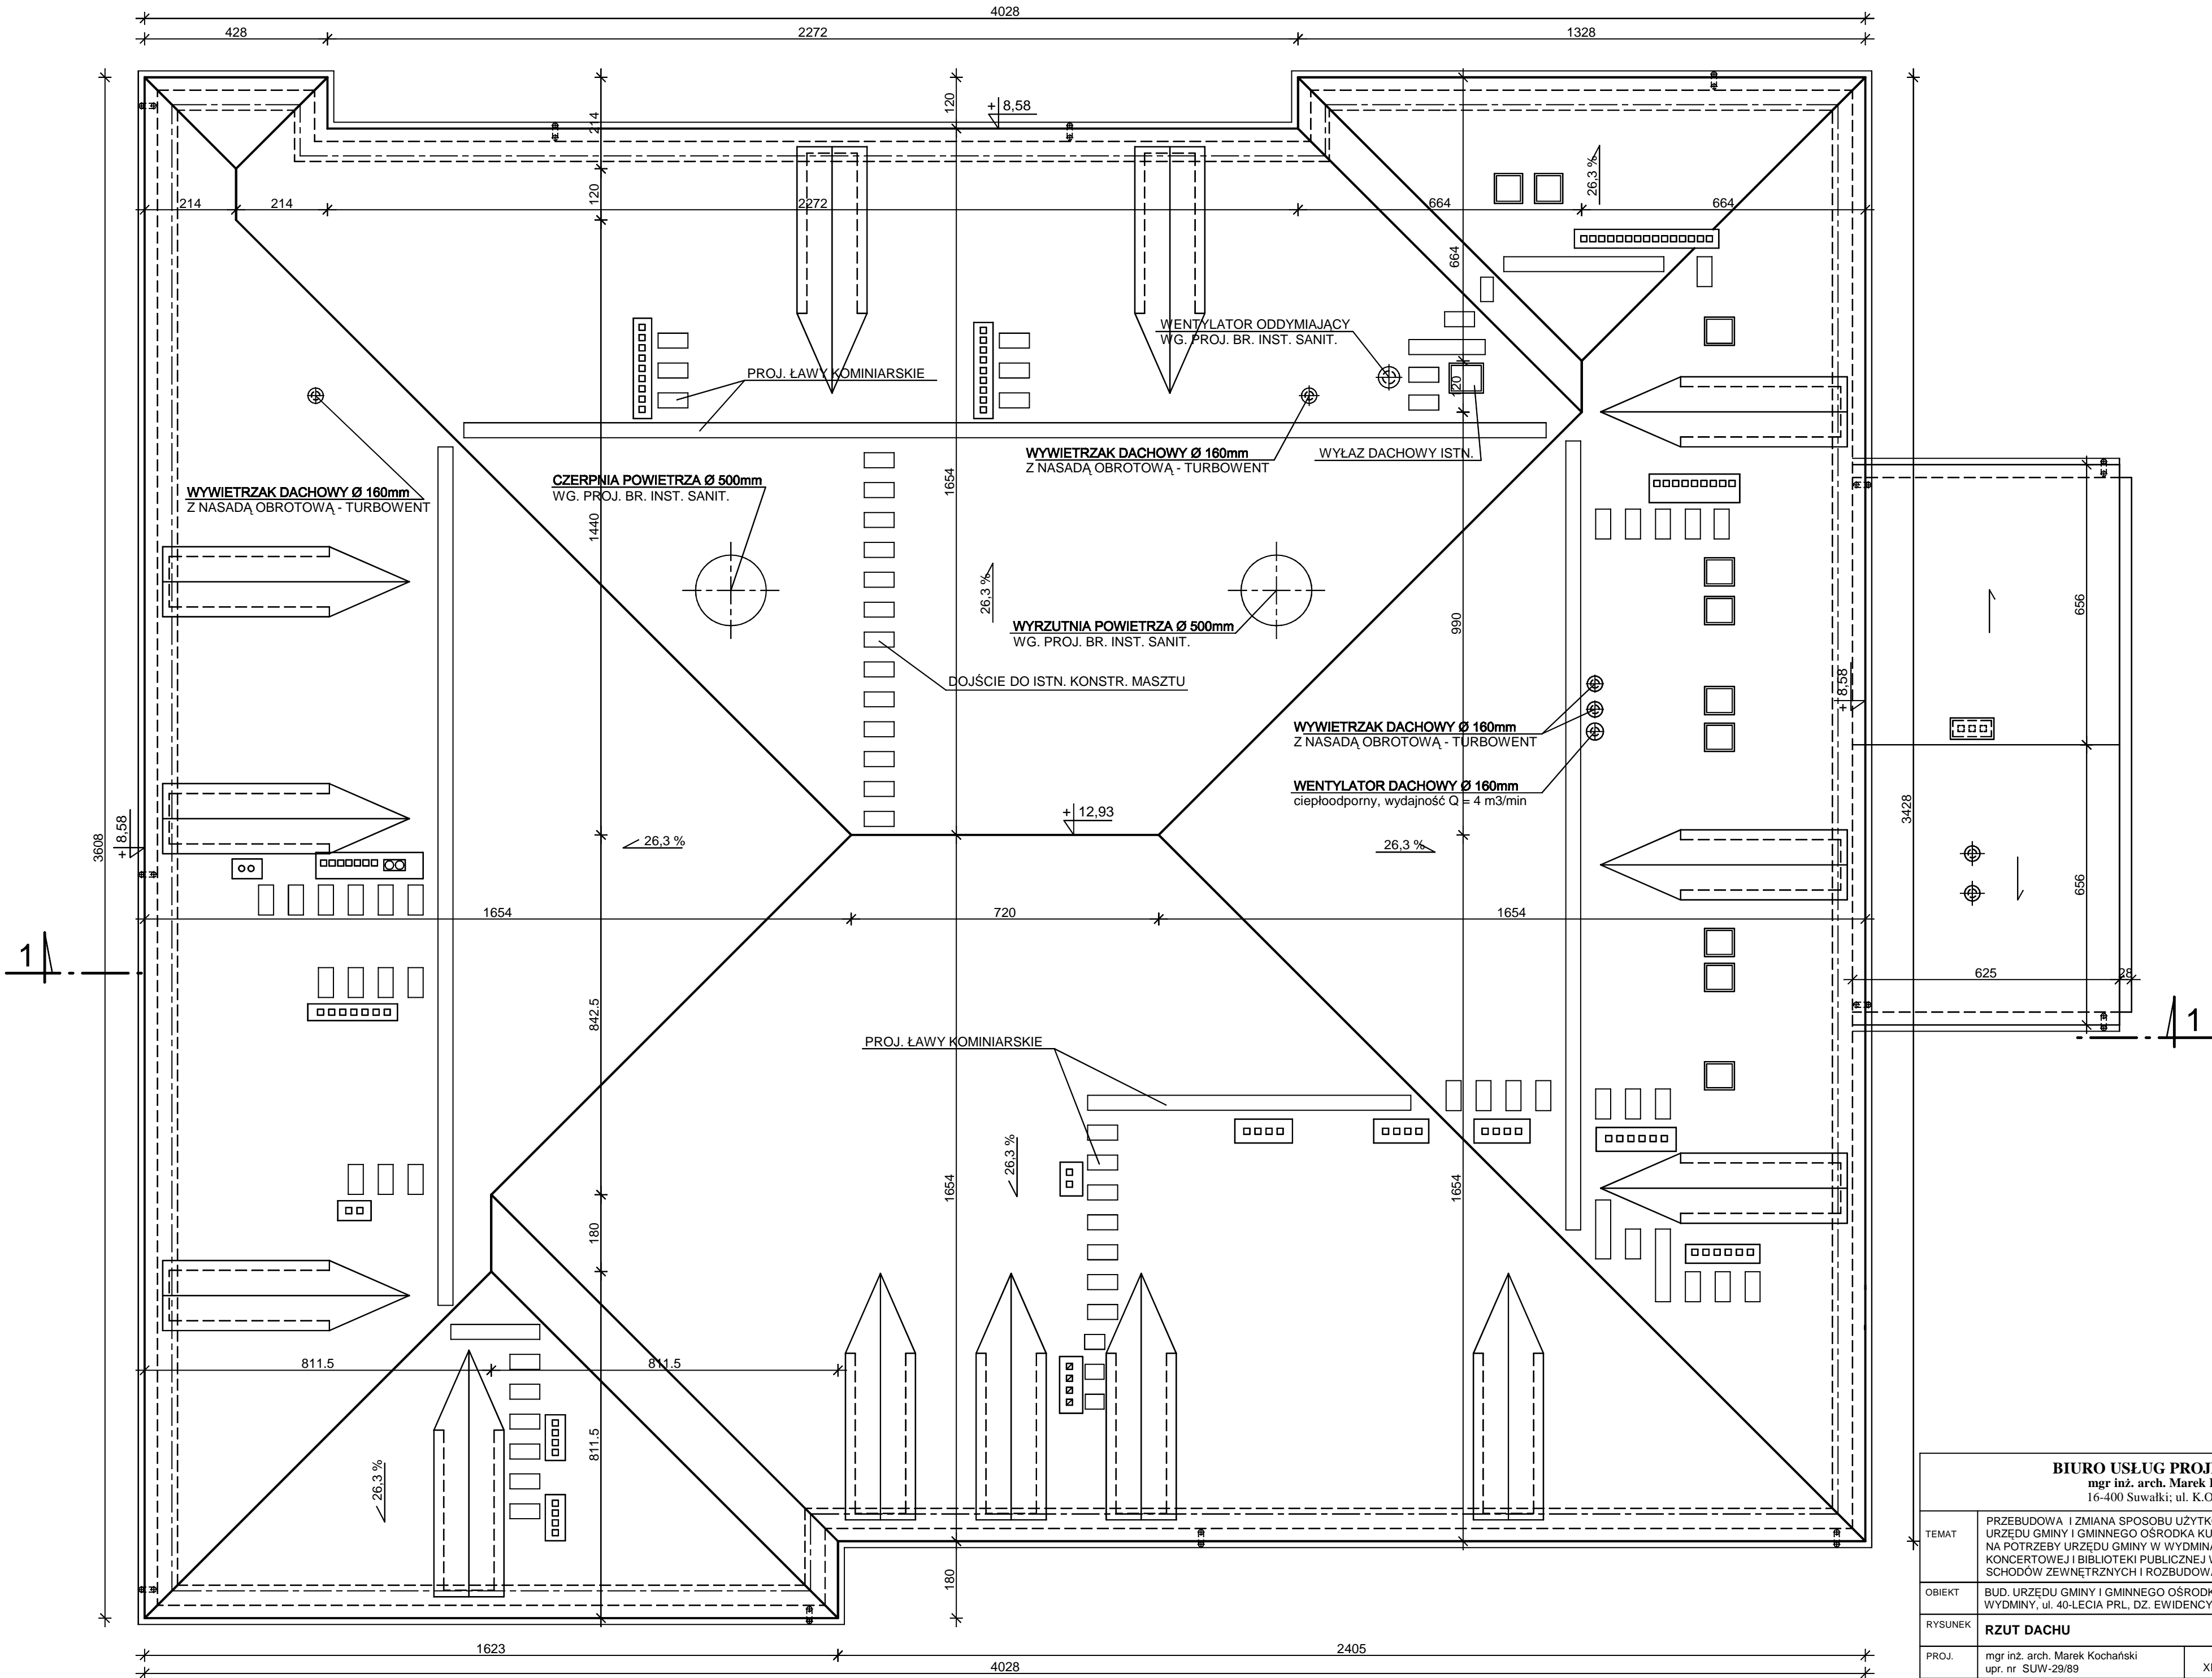 4028
428
2272
1328
120
+ 8,58
214
120
214
214
2272
664
664
26,3 %
664
WENTYLATOR ODDYMIAJĄCY
WG. PROJ. BR. INST. SANIT.
PROJ. ŁAWY KOMINIARSKIE
120
WYWIETRZAK DACHOWY Ø 160mm
Z NASADĄ OBROTOWĄ - TURBOWENT
WYŁAZ DACHOWY ISTN.
CZERPNIA POWIETRZA Ø 500mm
WG. PROJ. BR. INST. SANIT.
WYWIETRZAK DACHOWY Ø 160mm
Z NASADĄ OBROTOWĄ - TURBOWENT
1654
1440
26,3 %
WYRZUTNIA POWIETRZA Ø 500mm
WG. PROJ. BR. INST. SANIT.
990
656
DOJŚCIE DO ISTN. KONSTR. MASZTU
+ 8,58
WYWIETRZAK DACHOWY Ø 160mm
Z NASADĄ OBROTOWĄ - TURBOWENT
WENTYLATOR DACHOWY Ø 160mm
ciepłoodporny, wydajność Q = 4 m3/min
3428
+ 12,93
3608
+ 8,58
26,3 %
26,3 %
656
1654
720
1654
1
625
28
842.5
1
PROJ. ŁAWY KOMINIARSKIE
26,3 %
1654
1654
180
811.5
811.5
811.5
26,3 %
180
1623
2405
4028
BIURO USŁUG PROJ
mgr inż. arch. Marek
16-400 Suwałki; ul. K.O
TEMAT
PRZEBUDOWA I ZMIANA SPOSOBU UŻYTK
URZĘDU GMINY I GMINNEGO OŚRODKA KU
NA POTRZEBY URZĘDU GMINY W WYDMINA
KONCERTOWEJ I BIBLIOTEKI PUBLICZNEJ
SCHODÓW ZEWNĘTRZNYCH I ROZBUDOW
OBIEKT
BUD. URZĘDU GMINY I GMINNEGO OŚRODK
WYDMINY, ul. 40-LECIA PRL, DZ. EWIDENCY
RYSUNEK
RZUT DACHU
PROJ.
mgr inż. arch. Marek Kochański
upr. nr SUW-29/89